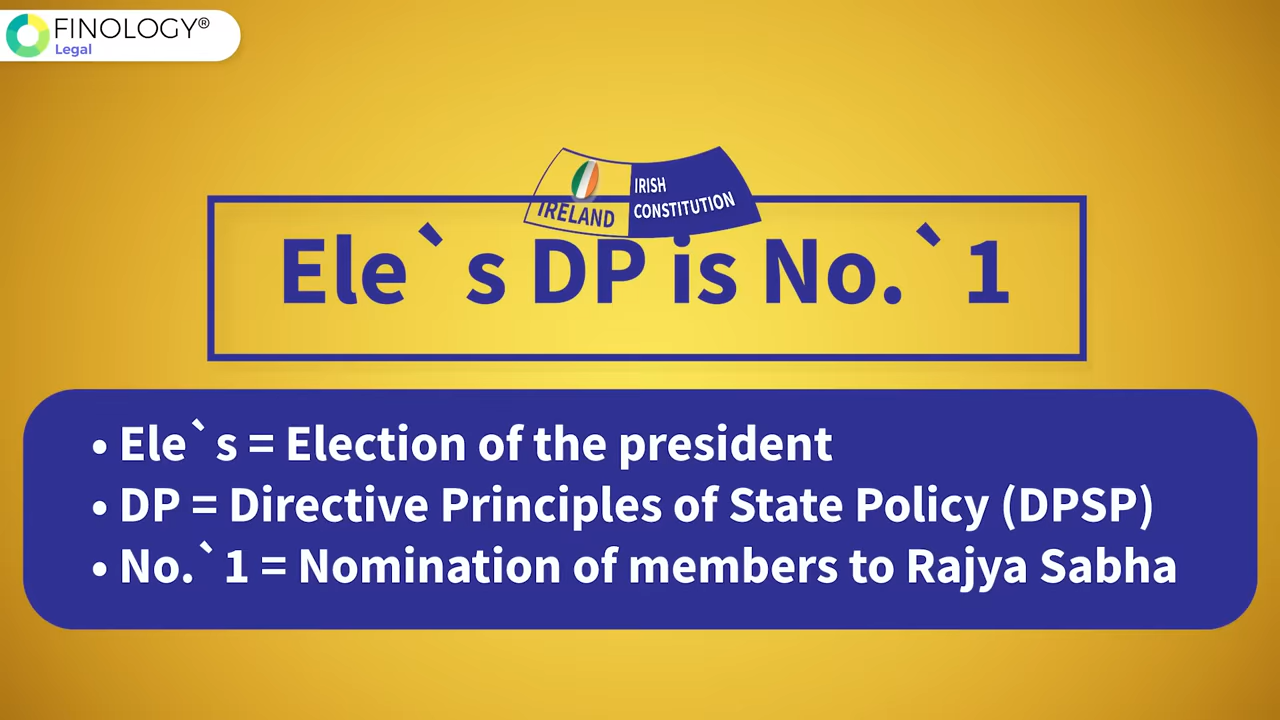 FINOLOGY®
Legal
IRELAND
IRISH
CONSTITUTION
Ele`s DP is No.`1
• Ele`s = Election of the president
• DP = Directive Principles of State Policy (DPSP)
• No.`1 = Nomination of members to Rajya Sabha